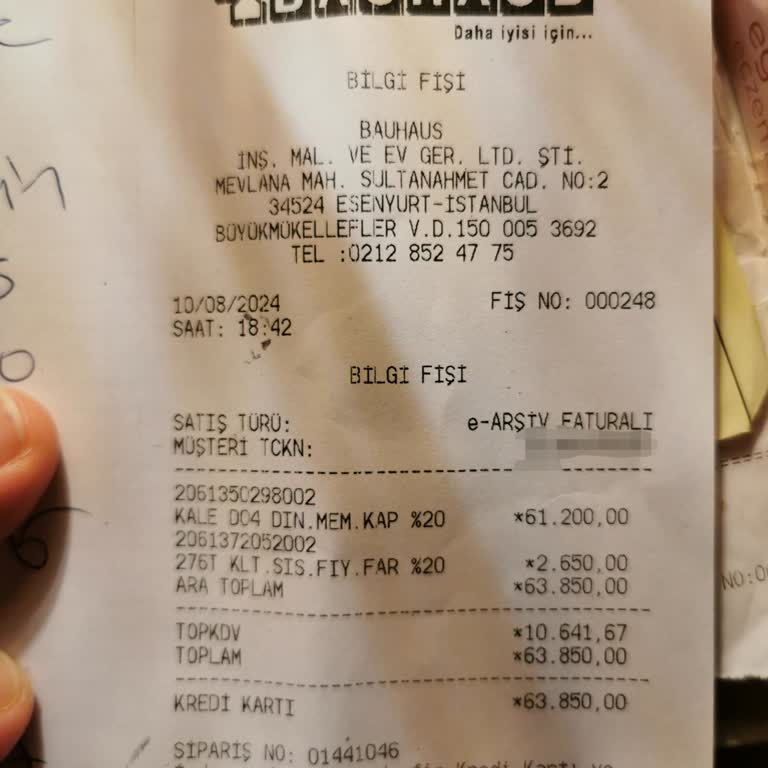 BAUHAUS
Daha iyisi için...
BİLGİ FİŞİ
BAUHAUS
İNŞ. MAL. VE EV GER. LTD. ŞTİ.
MEVLANA MAH. SULTANAHMET CAD. NO:2
34524 ESENYURT-İSTANBUL
BÜYÜKMÜKELLEFLER V.D.150 005 3692
TEL :0212 852 47 75
10/08/2024 FİŞ NO: 000248
SAAT: 18:42
BİLGİ FİŞİ
SATIŞ TÜRÜ: e-ARŞİV FATURALI
MÜŞTERİ TCKN:
2061350298002
KALE D04 DIN.MEM.KAP %20 *61.200,00
2061372052002
276T KLT.SIS.FIY.FAR %20 *2.650,00
ARA TOPLAM *63.850,00
TOPKDV *10.641,67
TOPLAM *63.850,00
KREDİ KARTI *63.850,00
SİPARİŞ NO: 01441046